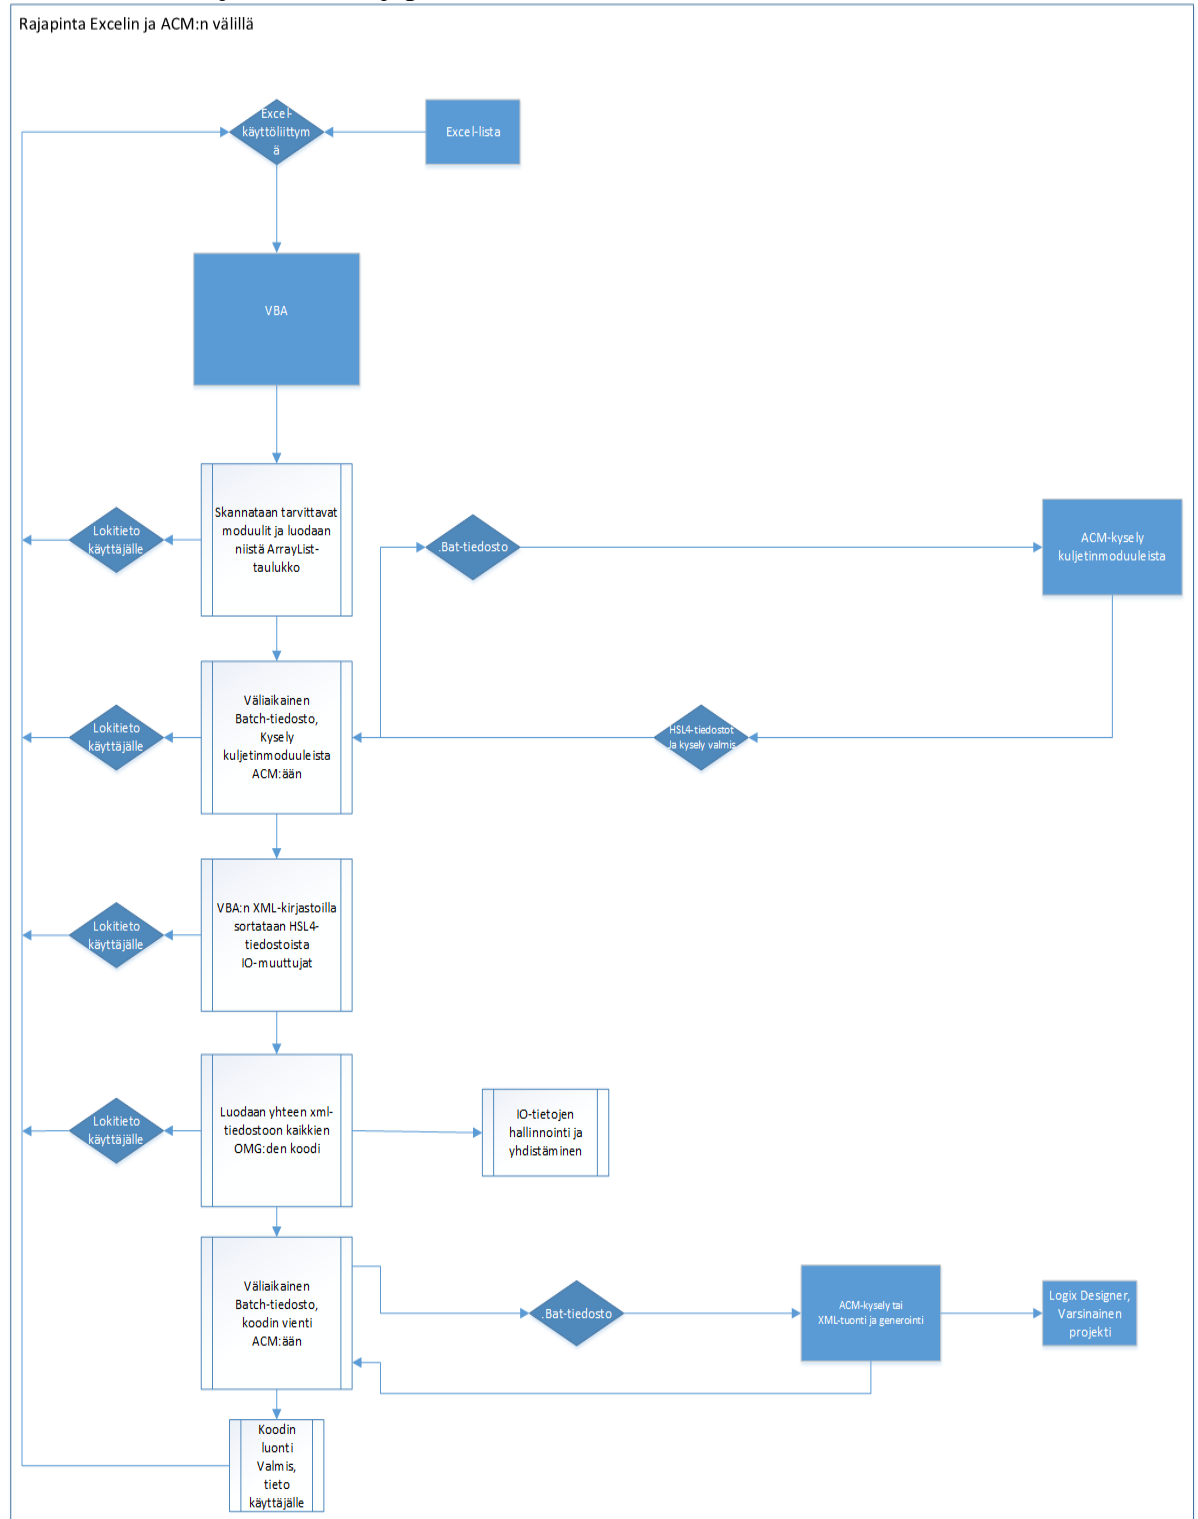 Rajapinta Excelin ja ACM:n välillä
Excel-
käyttöliittym
ä
Excel-lista
VBA
Skannataan tarvittavat
moduulit ja luodaan
niistä ArrayList-
taulukko
Lokitieto
käyttäjälle
.Bat-tiedosto
ACM-kysely
kuljetinmoduuleista
Väliaikainen
Batch-tiedosto,
Kysely
kuljetinmoduuleista
ACM:ään
Lokitieto
käyttäjälle
HSL4-tiedostot
Ja kysely valmis
VBA:n XML-kirjastoilla
sortataan HSL4-
tiedostoista
IO-muuttujat
Lokitieto
käyttäjälle
Luodaan yhteen xml-
tiedostoon kaikkien
OMG:den koodi
Lokitieto
käyttäjälle
IO-tietojen
hallinnointi ja
yhdistäminen
Väliaikainen
Batch-tiedosto,
koodin vienti
ACM:ään
.Bat-tiedosto
ACM-kysely tai
XML-tuonti ja generointi
Logix Designer,
Varsinainen
projekti
Koodin
luonti
Valmis,
tieto
käyttäjälle